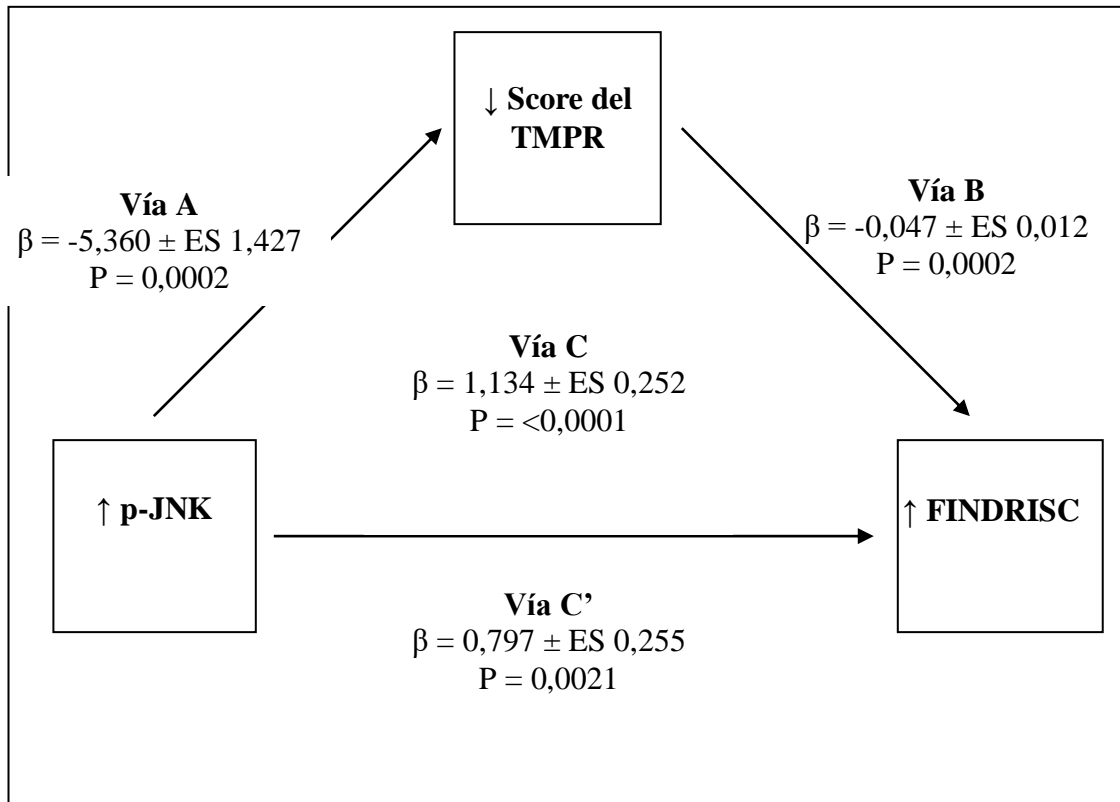 ↓ Score del
TMPR
Vía A
β = -5,360 ± ES 1,427
P = 0,0002
Vía B
β = -0,047 ± ES 0,012
P = 0,0002
Vía C
β = 1,134 ± ES 0,252
P = <0,0001
↑ p-JNK
↑ FINDRISC
Vía C’
β = 0,797 ± ES 0,255
P = 0,0021